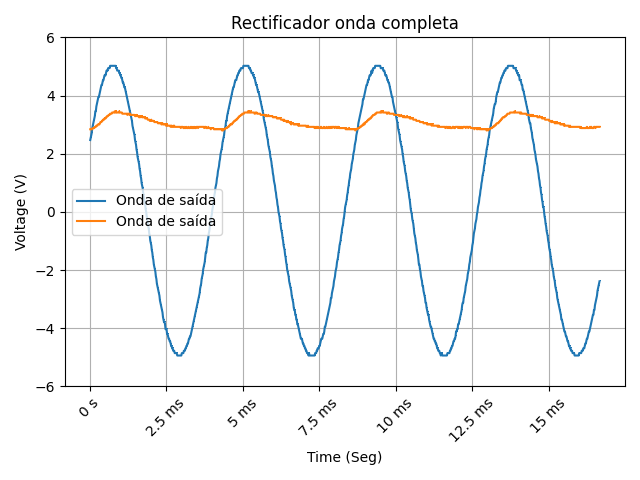 Rectificador onda completa
6
4
2
0
−2
−4
−6
Voltage (V)
Onda de saída
Onda de saída
0 s
2.5 ms
5 ms
7.5 ms
10 ms
12.5 ms
15 ms
Time (Seg)